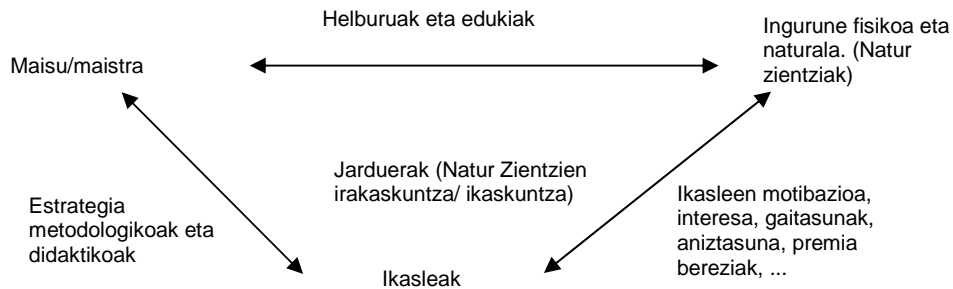 Helburuak eta edukiak
Ingurune fisikoa eta
naturala. (Natur
zientziak)
Maisu/maistra
Jarduerak (Natur Zientzien
irakaskuntza/ ikaskuntza)
Estrategia
metodologikoak eta
didaktikoak
Ikasleen motibazioa,
interesa, gaitasunak,
aniztasuna, premia
bereziak, ...
Ikasleak